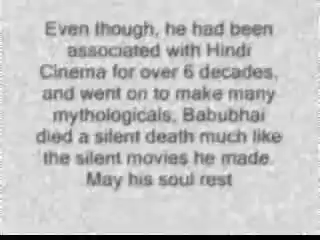 Even though, he had been
associated with Hindi
Cinema for over 6 decades,
and went on to make many
mythologicals, Babubhai
died a silent death much like
the silent movies he made.
May his soul rest